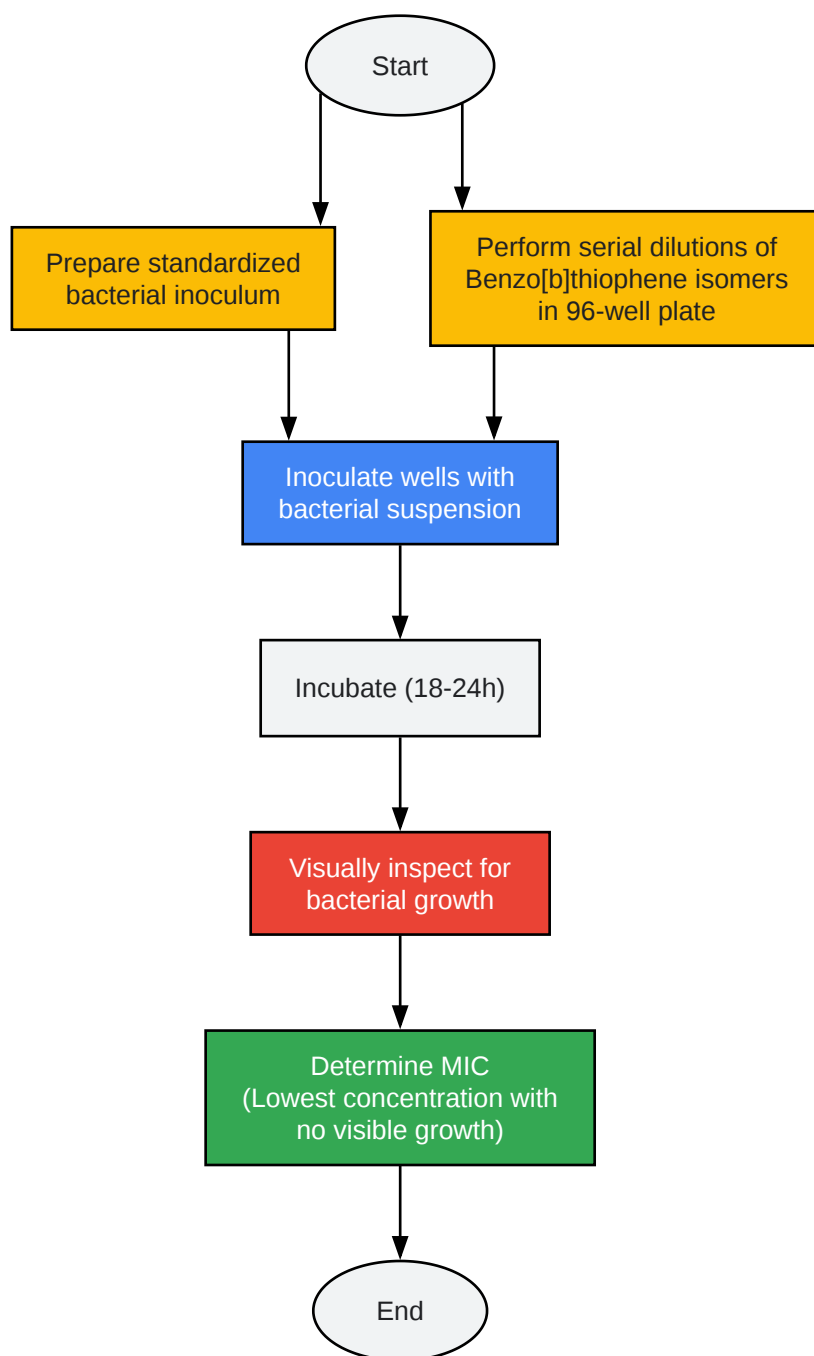 Start
Prepare standardized
bacterial inoculum
Perform serial dilutions of
Benzo[b]thiophene isomers
in 96-well plate
Inoculate wells with
bacterial suspension
Incubate (18-24h)
Visually inspect for
bacterial growth
Determine MIC
(Lowest concentration with
no visible growth)
End